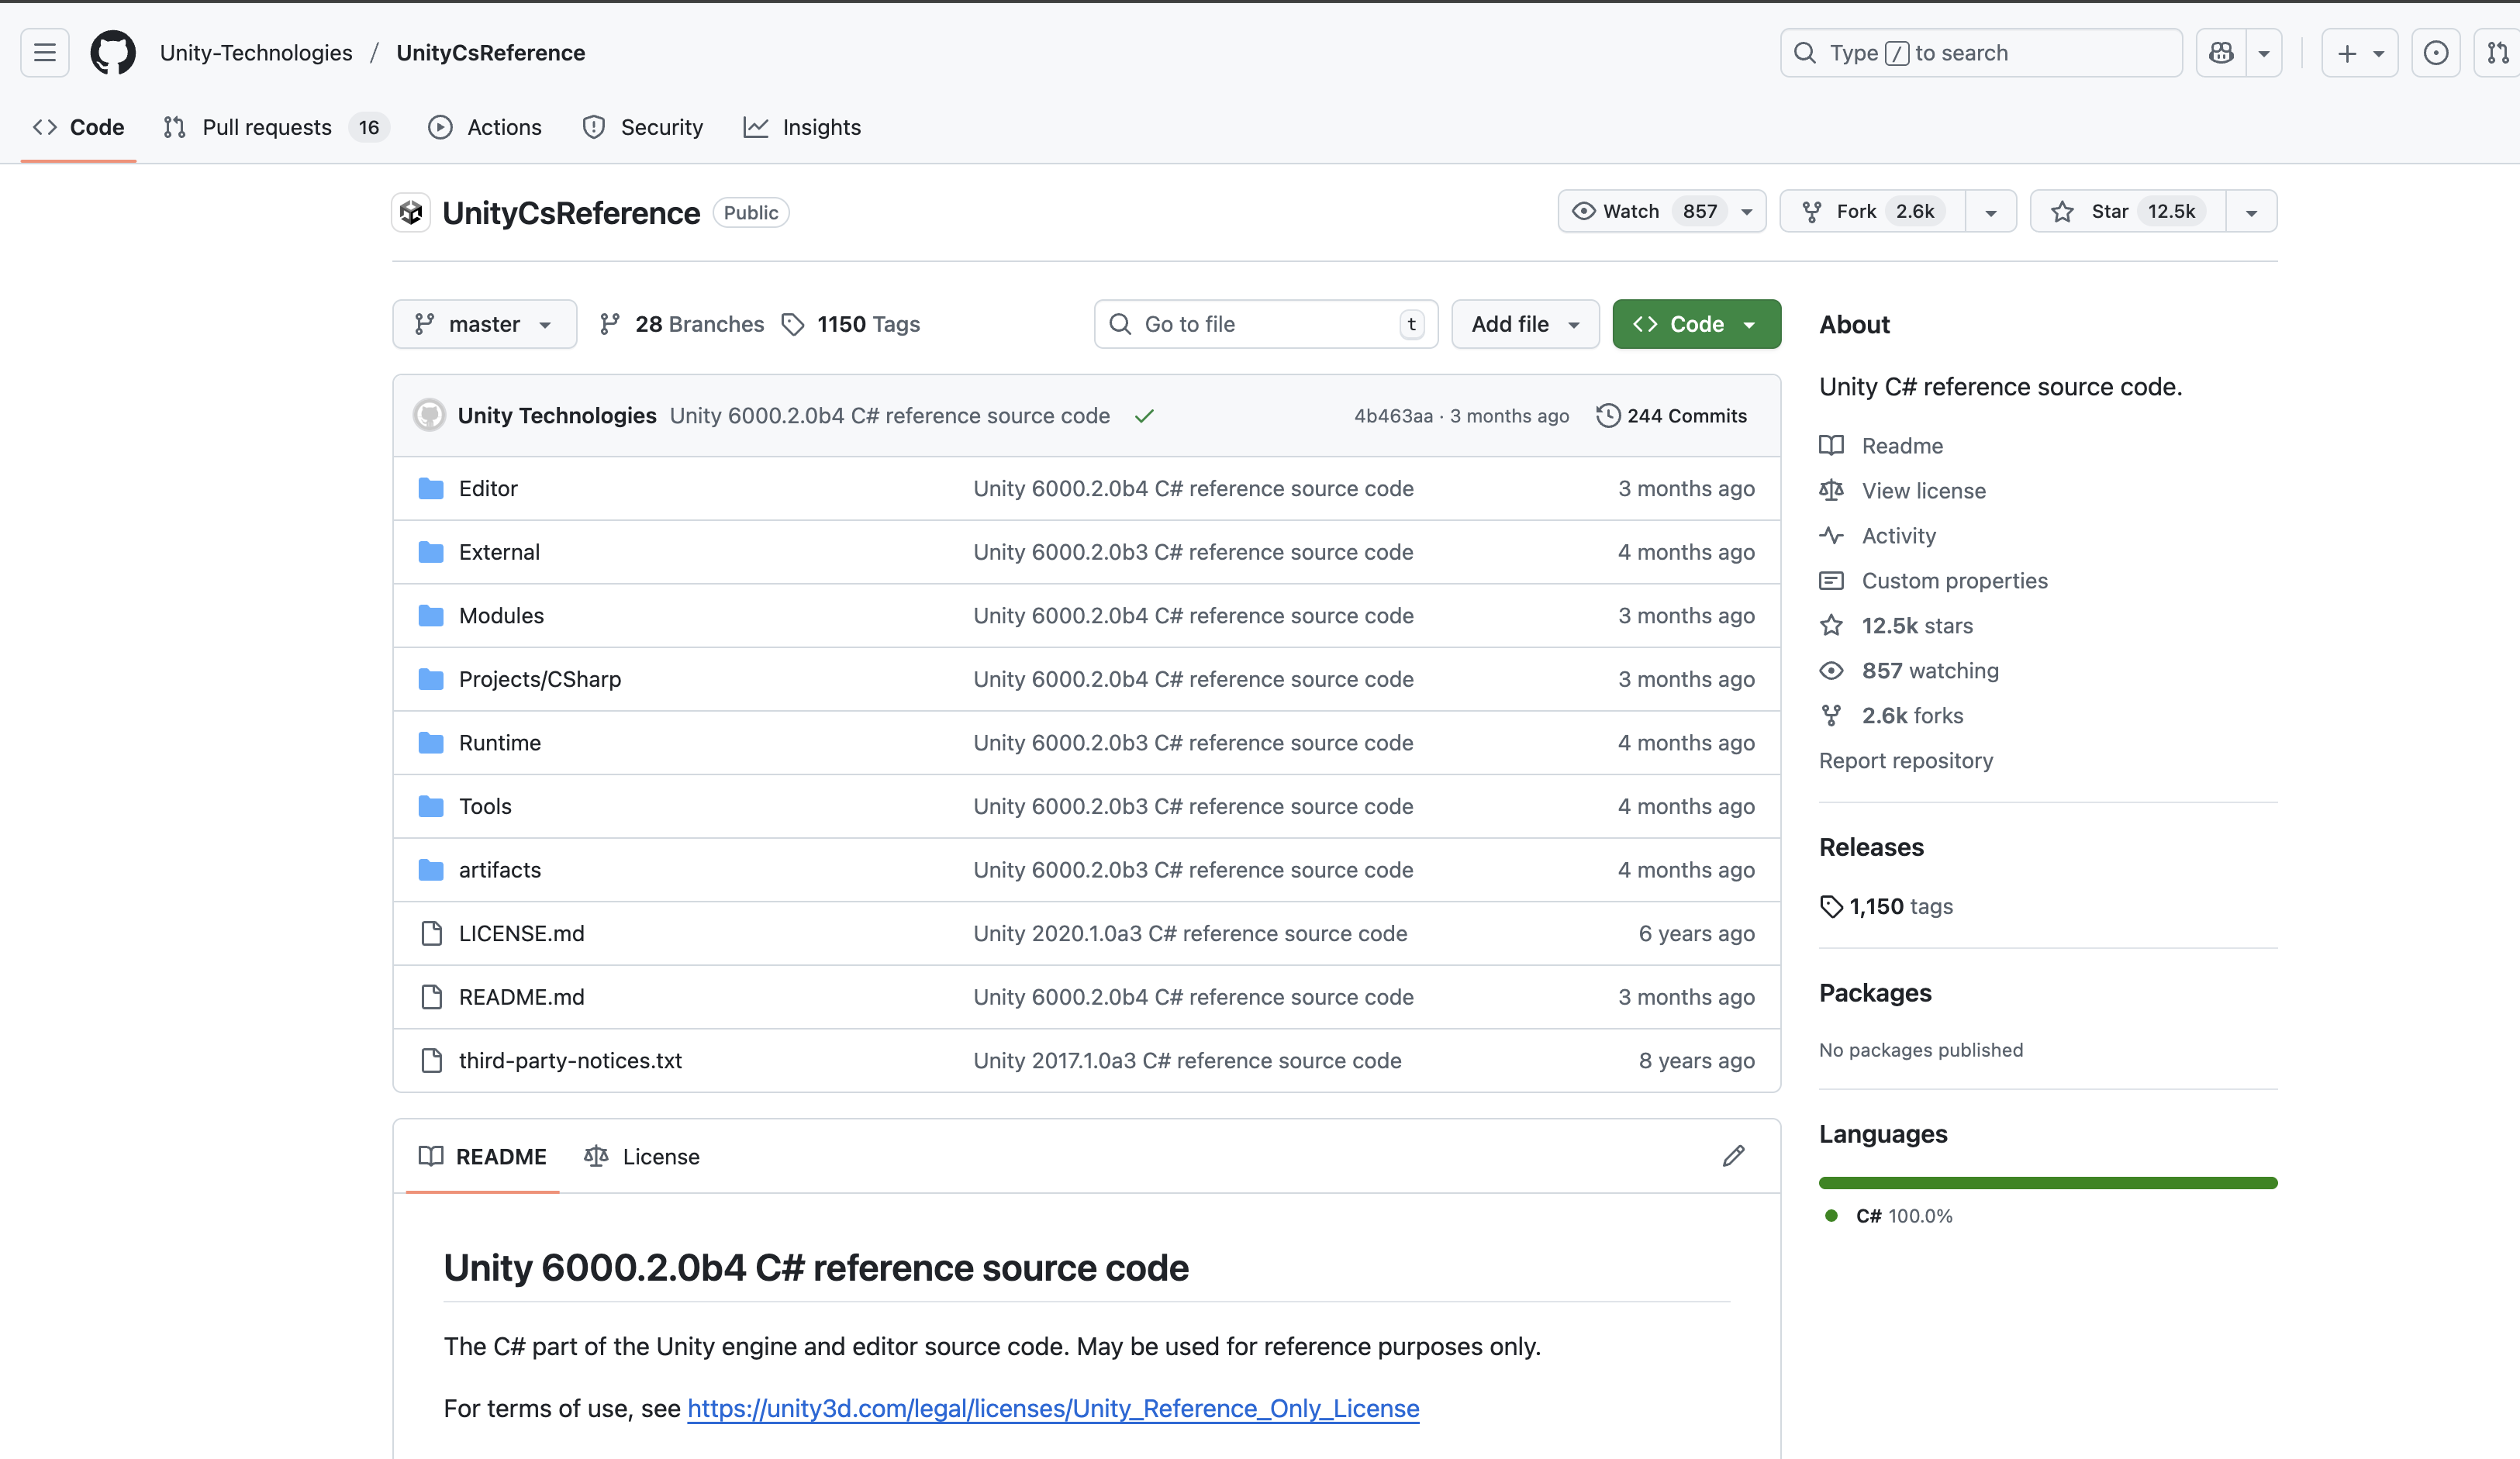 Unity-Technologies / UnityCsReference
Type / to search
Code
Pull requests 16
Actions
Security
Insights
UnityCsReference Public
Watch 857
Fork 2.6k
Star 12.5k
master
28 Branches
1150 Tags
Go to file t
Add file
Code
Unity Technologies Unity 6000.2.0b4 C# reference source code 4b463aa · 3 months ago 244 Commits
Editor Unity 6000.2.0b4 C# reference source code 3 months ago
External Unity 6000.2.0b3 C# reference source code 4 months ago
Modules Unity 6000.2.0b4 C# reference source code 3 months ago
Projects/CSharp Unity 6000.2.0b4 C# reference source code 3 months ago
Runtime Unity 6000.2.0b3 C# reference source code 4 months ago
Tools Unity 6000.2.0b3 C# reference source code 4 months ago
artifacts Unity 6000.2.0b3 C# reference source code 4 months ago
LICENSE.md Unity 2020.1.0a3 C# reference source code 6 years ago
README.md Unity 6000.2.0b4 C# reference source code 3 months ago
third-party-notices.txt Unity 2017.1.0a3 C# reference source code 8 years ago
README
License
Unity 6000.2.0b4 C# reference source code
The C# part of the Unity engine and editor source code. May be used for reference purposes only.
For terms of use, see https://unity3d.com/legal/licenses/Unity_Reference_Only_License
About
Unity C# reference source code.
Readme
View license
Activity
Custom properties
12.5k stars
857 watching
2.6k forks
Report repository
Releases
1,150 tags
Packages
No packages published
Languages
C# 100.0%